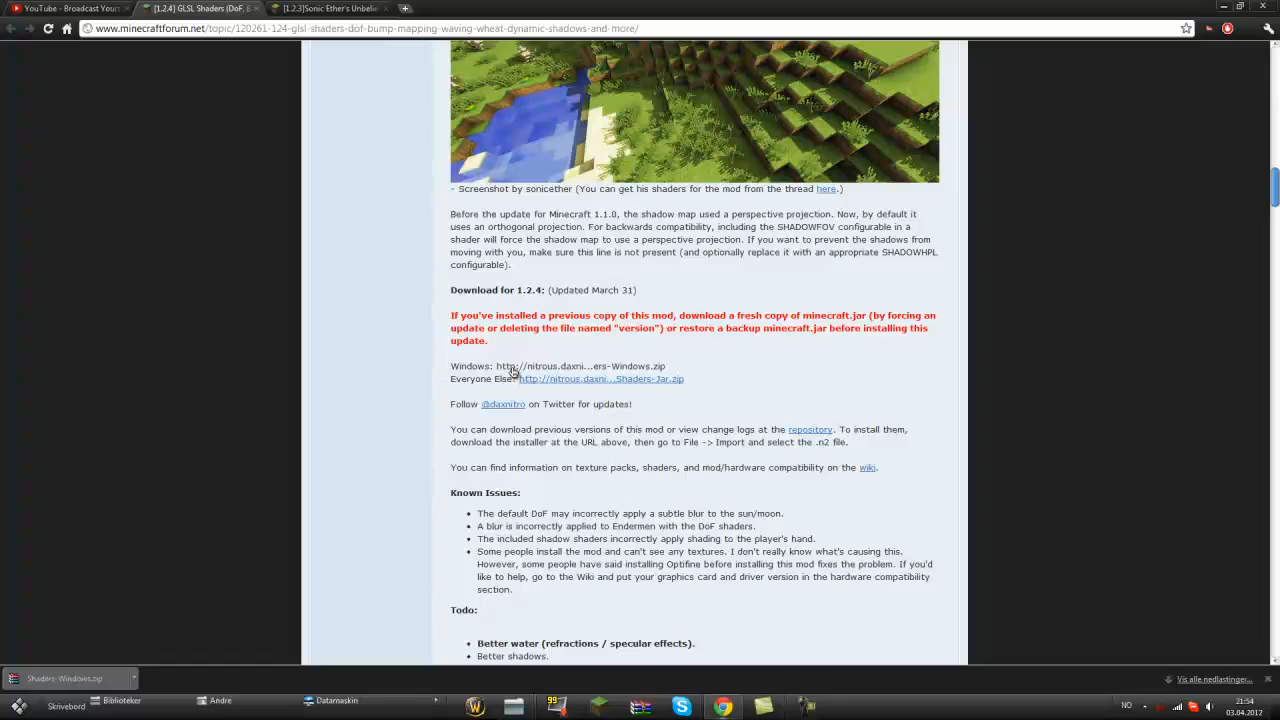 YouTube - Broadcast Your
[1.2.4] GLSL Shaders (DoF, E
[1.2.3]Sonic Ether's Unbelie
www.minecraftforum.net/topic/120261-124-glsl-shaders-dof-bump-mapping-waving-wheat-dynamic-shadows-and-more/
- Screenshot by sonicether (You can get his shaders for the mod from the thread here.)
Before the update for Minecraft 1.1.0, the shadow map used a perspective projection. Now, by default it
uses an orthogonal projection. For backwards compatibility, including the SHADOWFOV configurable in a
shader will force the shadow map to use a perspective projection. If you want to prevent the shadows from
moving with you, make sure this line is not present (and optionally replace it with an appropriate SHADOWHPL
configurable).
Download for 1.2.4: (Updated March 31)
If you've installed a previous copy of this mod, download a fresh copy of minecraft.jar (by forcing an
update or deleting the file named "version") or restore a backup minecraft.jar before installing this
update.
Windows: http://nitrous.daxni...ers-Windows.zip
Everyone Else: http://nitrous.daxni...Shaders-Jar.zip
Follow @daxnitro on Twitter for updates!
You can download previous versions of this mod or view change logs at the repository. To install them,
download the installer at the URL above, then go to File -> Import and select the .n2 file.
You can find information on texture packs, shaders, and mod/hardware compatibility on the wiki.
Known Issues:
• The default DoF may incorrectly apply a subtle blur to the sun/moon.
• A blur is incorrectly applied to Endermen with the DoF shaders.
• The included shadow shaders incorrectly apply shading to the player's hand.
• Some people install the mod and can't see any textures. I don't really know what's causing this.
However, some people have said installing Optifine before installing this mod fixes the problem. If you'd
like to help, go to the Wiki and put your graphics card and driver version in the hardware compatibility
section.
Todo:
• Better water (refractions / specular effects).
• Better shadows.
Shaders-Windows.zip
Vis alle nedlastinger...
Skrivebord
Biblioteker
Andre
Datamaskin
99
NO
21:54
03.04.2012